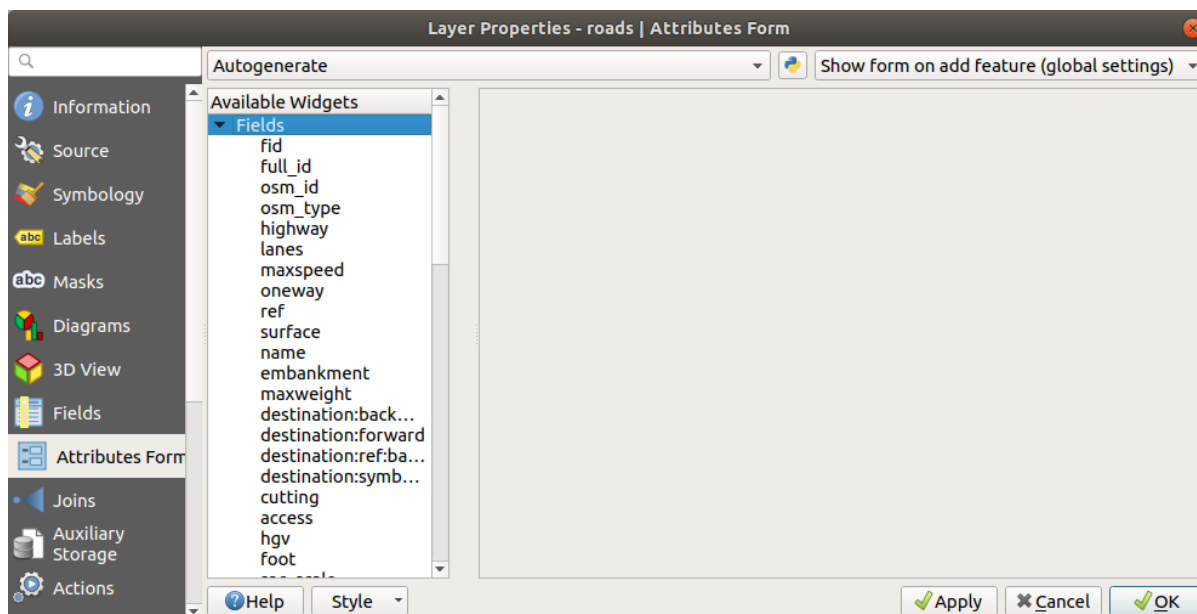 Layer Properties - roads | Attributes Form
Autogenerate
Show form on add feature (global settings)
Information
Source
Symbology
abc Labels
abc Masks
Diagrams
3D View
Fields
Attributes Form
Joins
Auxiliary
Storage
Actions
Available Widgets
Fields
fid
full_id
osm_id
osm_type
highway
lanes
maxspeed
oneway
ref
surface
name
embankment
maxweight
destination:back...
destination:forward
destination:ref:ba...
destination:symb...
cutting
access
hgv
foot
Help
Style
Apply
Cancel
OK